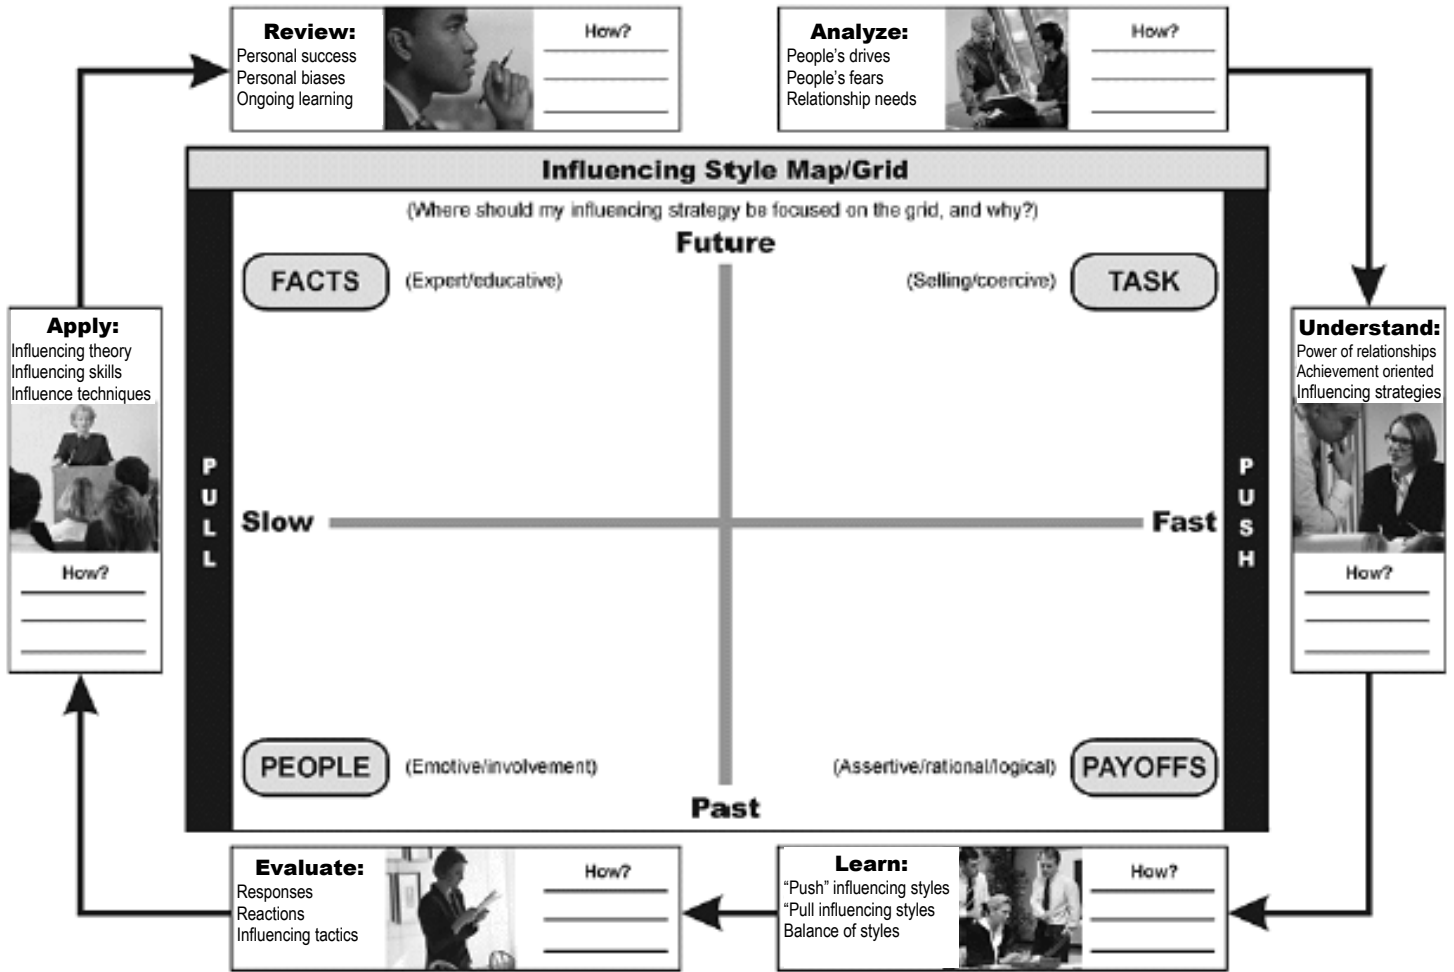 Review:
Personal success
Personal biases
Ongoing learning
How?
Analyze:
People's drives
People's fears
Relationship needs
How?
Influencing Style Map/Grid
(Where should my influencing strategy be focused on the grid, and why?)
Future
FACTS (Expert/educative)
(Selling/coercive) TASK
Apply:
Influencing theory
Influencing skills
Influence techniques
How?
PULL
Slow
Fast
PUSH
Understand:
Power of relationships
Achievement oriented
Influencing strategies
How?
PEOPLE (Emotive/involvement)
(Assertive/rational/logical) PAYOFFS
Past
Evaluate:
Responses
Reactions
Influencing tactics
How?
Learn:
“Push” influencing styles
“Pull influencing styles
Balance of styles
How?